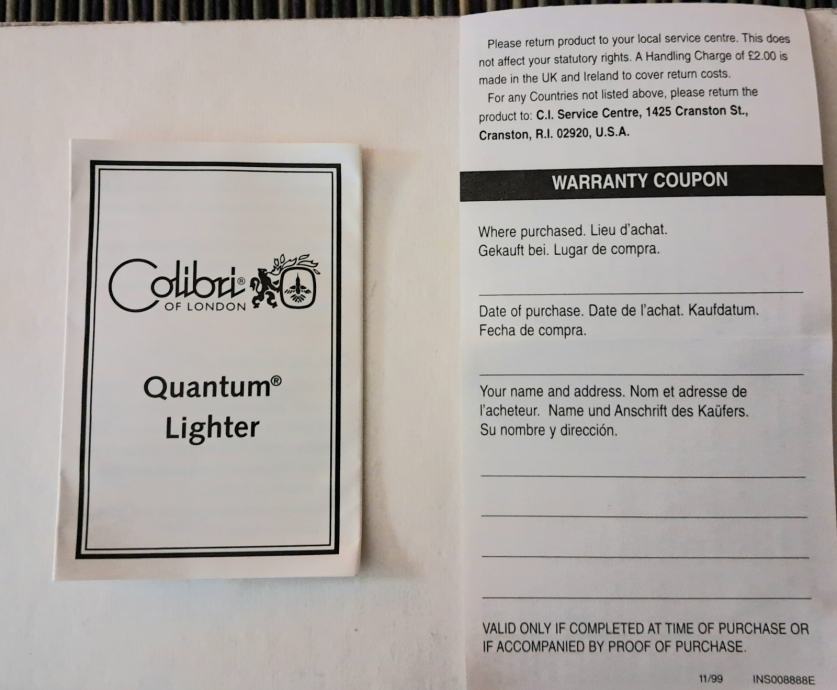 Colibri®
OF LONDON
Quantum®
Lighter
Please return product to your local service centre. This does
not affect your statutory rights. A Handling Charge of £2.00 is
made in the UK and Ireland to cover return costs.
For any Countries not listed above, please return the
product to: C.I. Service Centre, 1425 Cranston St.,
Cranston, R.I. 02920, U.S.A.
WARRANTY COUPON
Where purchased. Lieu d'achat.
Gekauft bei. Lugar de compra.
Date of purchase. Date de l'achat. Kaufdatum.
Fecha de compra.
Your name and address. Nom et adresse de
l'acheteur. Name und Anschrift des Kaüfers.
Su nombre y dirección.
VALID ONLY IF COMPLETED AT TIME OF PURCHASE OR
IF ACCOMPANIED BY PROOF OF PURCHASE.
11/99 INS008888E